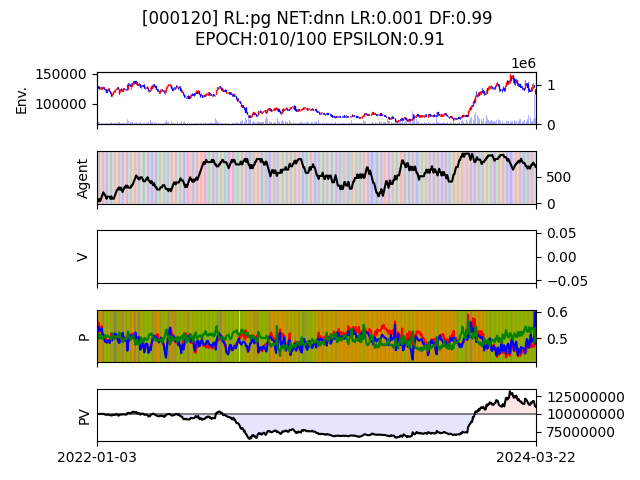 [000120] RL:pg NET:dnn LR:0.001 DF:0.99
EPOCH:010/100 EPSILON:0.91
1e6
150000
100000
Env.
1
0
Agent
500
0
V
0.05
0.00
−0.05
P
0.6
0.5
PV
125000000
100000000
75000000
2022-01-03
2024-03-22